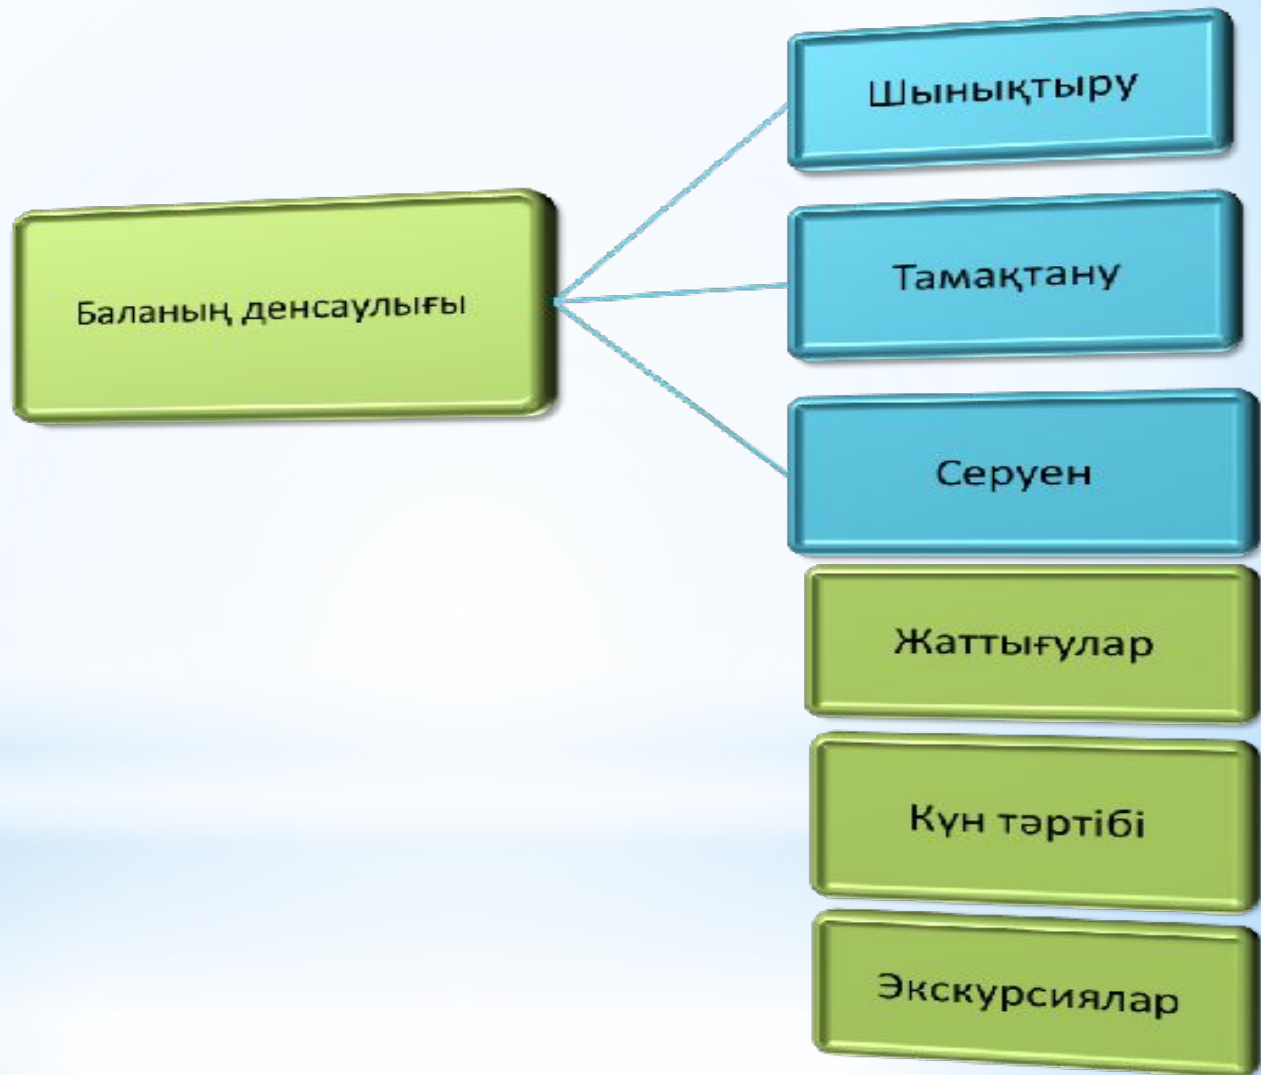 Баланың денсаулығы
Шынықтыру
Тамақтану
Серуен
Жаттығулар
Күн тәртібі
Экскурсиялар